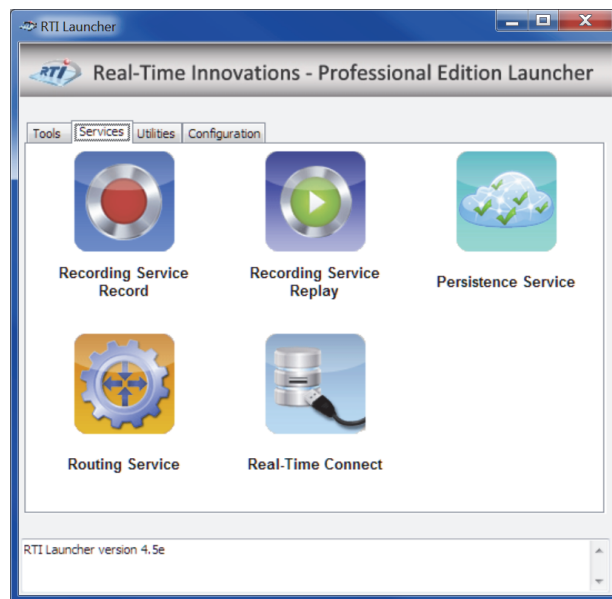 RTI Launcher
RTI Real-Time Innovations - Professional Edition Launcher
Tools Services Utilities Configuration
Recording Service
Record
Recording Service
Replay
Persistence Service
Routing Service
Real-Time Connect
RTI Launcher version 4.5e